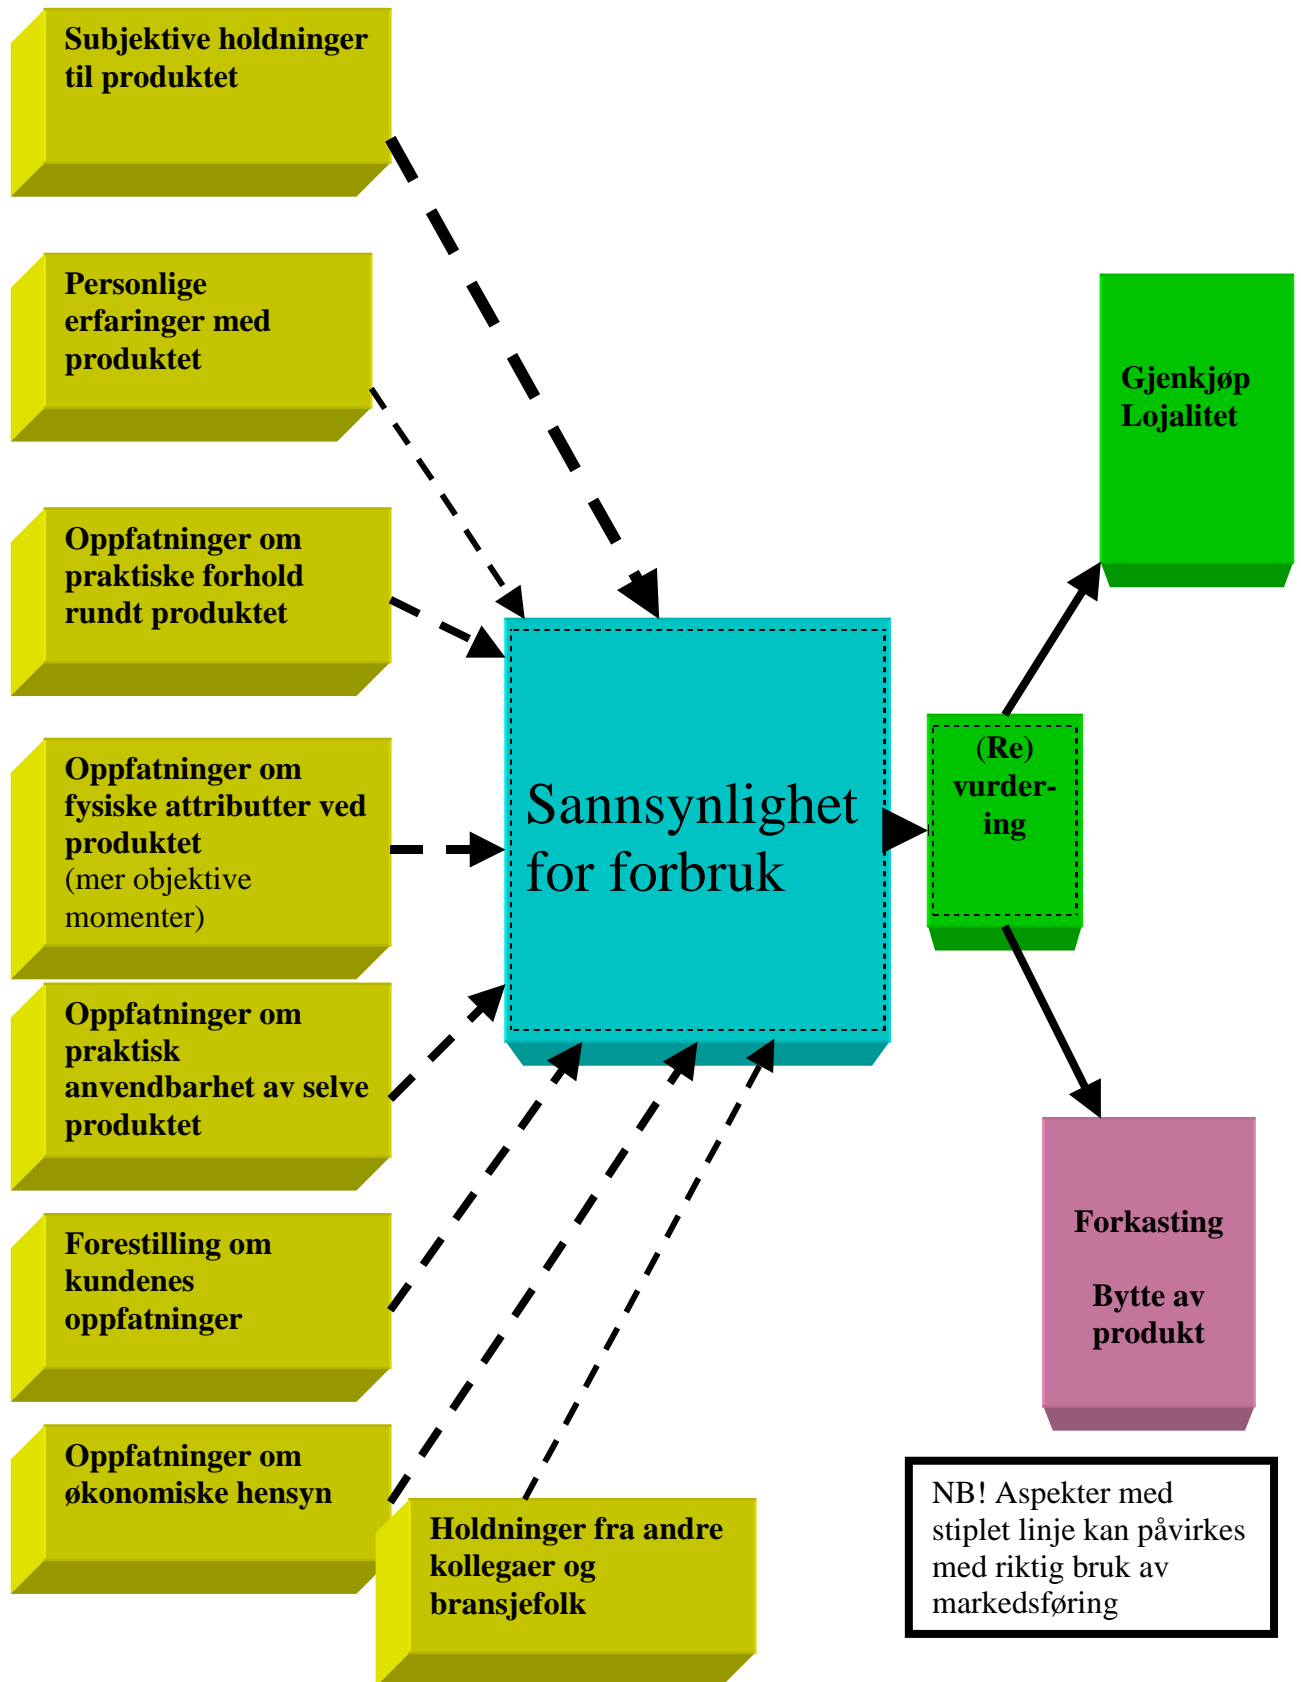 Subjektive holdninger
til produktet
Personlige
erfaringer med
produktet
Oppfatninger om
praktiske forhold
rundt produktet
Oppfatninger om
fysiske attributter ved
produktet
(mer objektive
momenter)
Oppfatninger om
praktisk
anvendbarhet av selve
produktet
Forestilling om
kundenes
oppfatninger
Oppfatninger om
økonomiske hensyn
Holdninger fra andre
kollegaer og
bransjefolk
Sannsynlighet
for forbruk
(Re)
vurder-
ing
Gjenkjøp
Lojalitet
Forkasting
Bytte av
produkt
NB! Aspekter med
stiplet linje kan påvirkes
med riktig bruk av
markedsføring